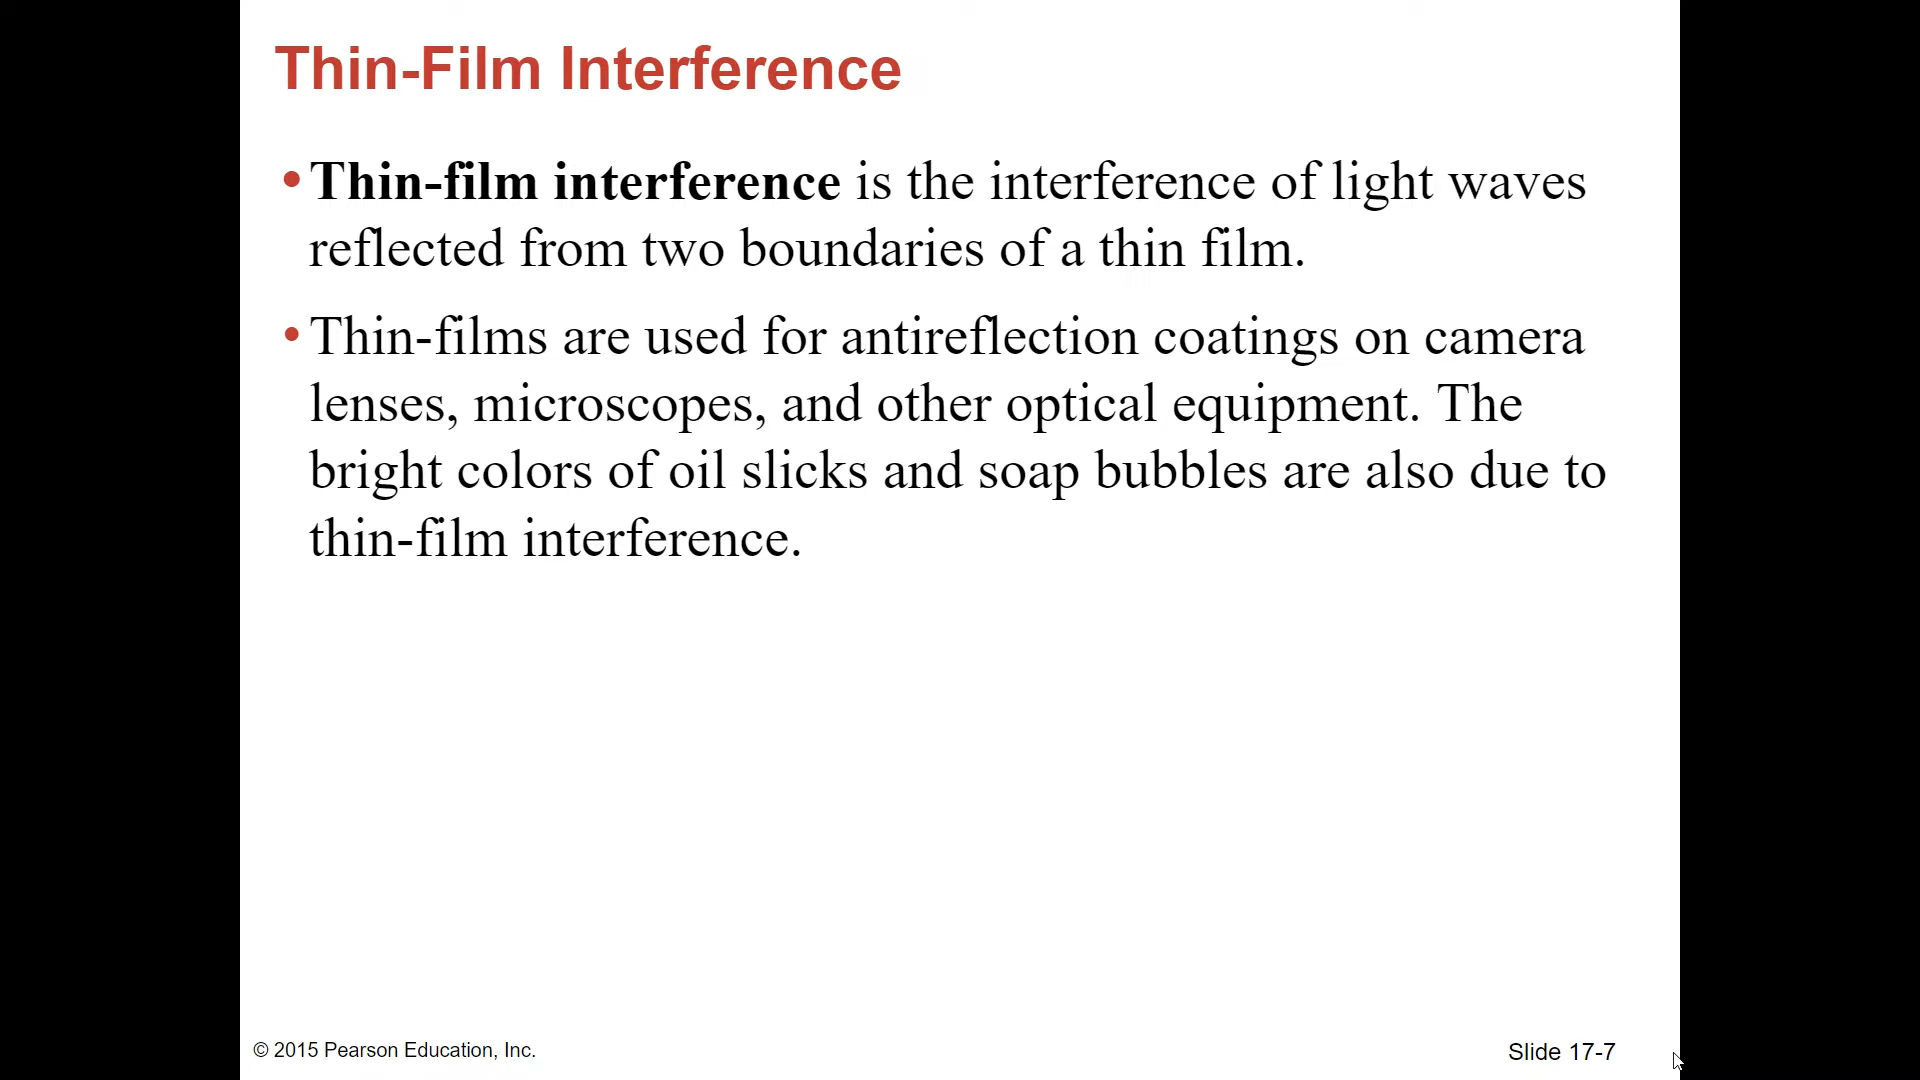 Thin-Film Interference
• Thin-film interference is the interference of light waves
reflected from two boundaries of a thin film.
• Thin-films are used for antireflection coatings on camera
lenses, microscopes, and other optical equipment. The
bright colors of oil slicks and soap bubbles are also due to
thin-film interference.
© 2015 Pearson Education, Inc.
Slide 17-7